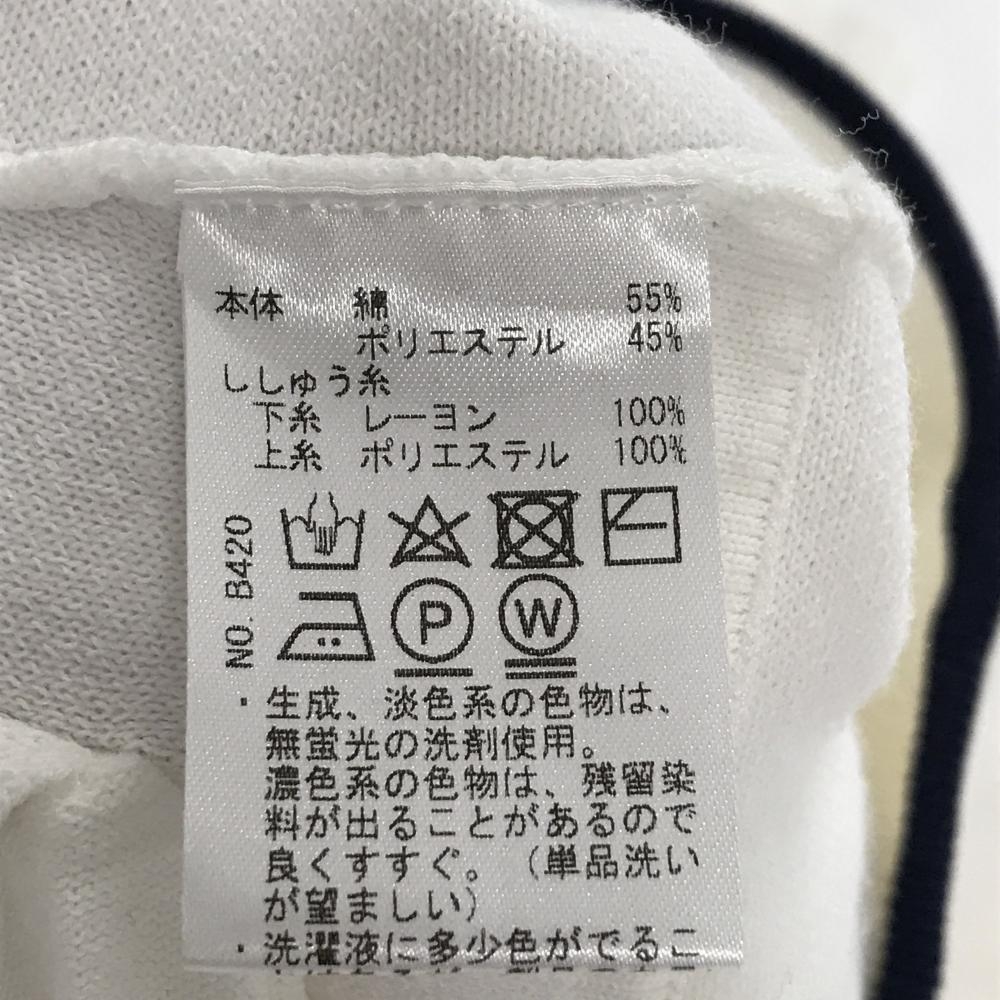 本体 綿 55%
ポリエステル 45%
ししゅう糸
下糸 レーヨン 100%
上糸 ポリエステル 100%
NO. B420
P W
・生成、淡色系の色物は、
無蛍光の洗剤使用。
濃色系の色物は、残留染
料が出ることがあるので
良くすすぐ。（単品洗い
が望ましい）
・洗濯液に多少色がでるこ